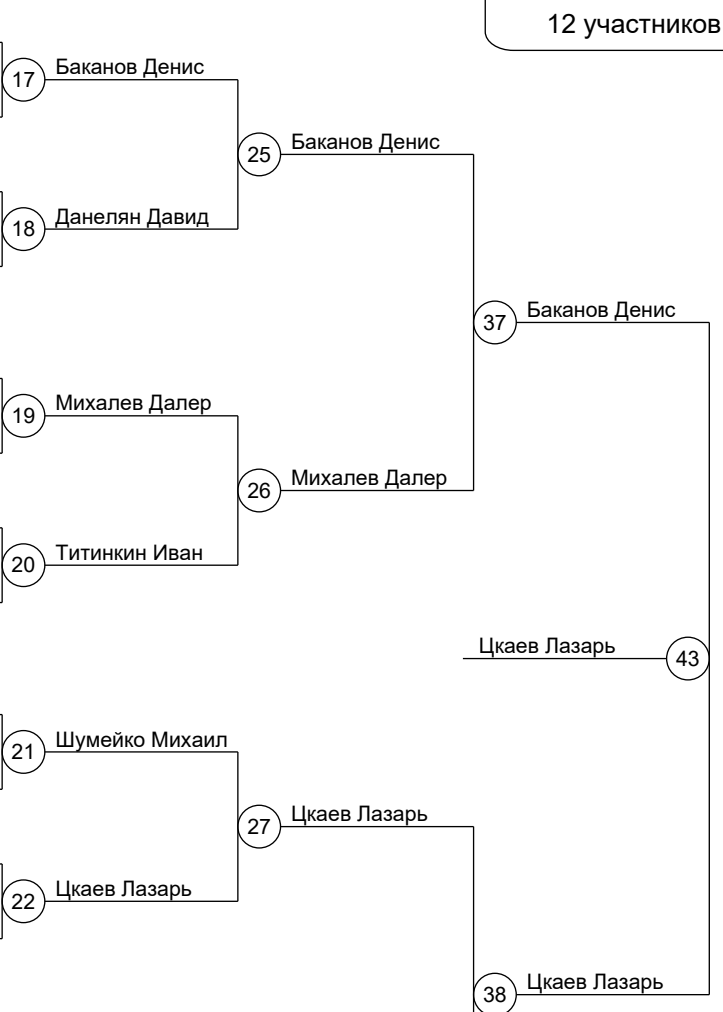 12 участников
17 Баканов Денис
25 Баканов Денис
18 Данелян Давид
37 Баканов Денис
19 Михалев Далер
26 Михалев Далер
20 Титинкин Иван
Цкаев Лазарь 43
21 Шумейко Михаил
27 Цкаев Лазарь
22 Цкаев Лазарь
38 Цкаев Лазарь